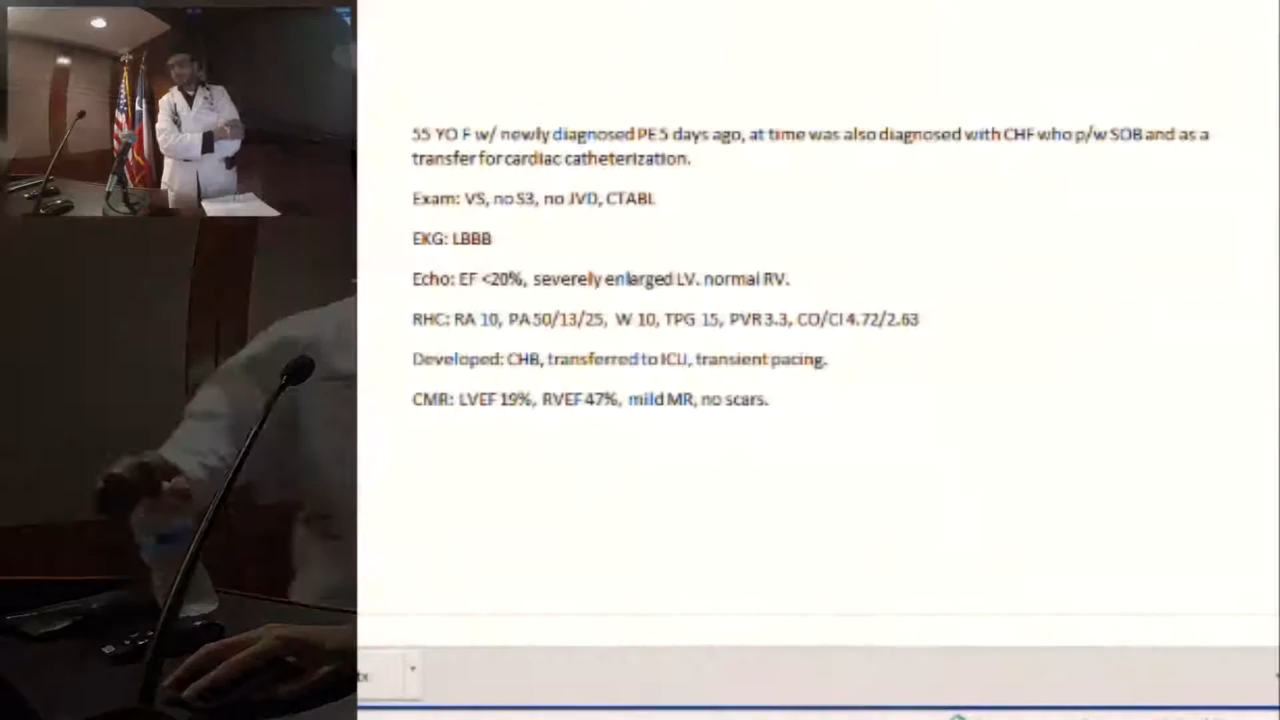 55 YO F w/ newly diagnosed PE 5 days ago, at time was also diagnosed with CHF who p/w SOB and as a
transfer for cardiac catheterization.
Exam: VS, no S3, no JVD, CTABL
EKG: LBBB
Echo: EF <20%, severely enlarged LV. normal RV.
RHC: RA 10, PA 50/13/25, W 10, TPG 15, PVR 3.3, CO/CI 4.72/2.63
Developed: CHB, transferred to ICU, transient pacing.
CMR: LVEF 19%, RVEF 47%, mild MR, no scars.
tx